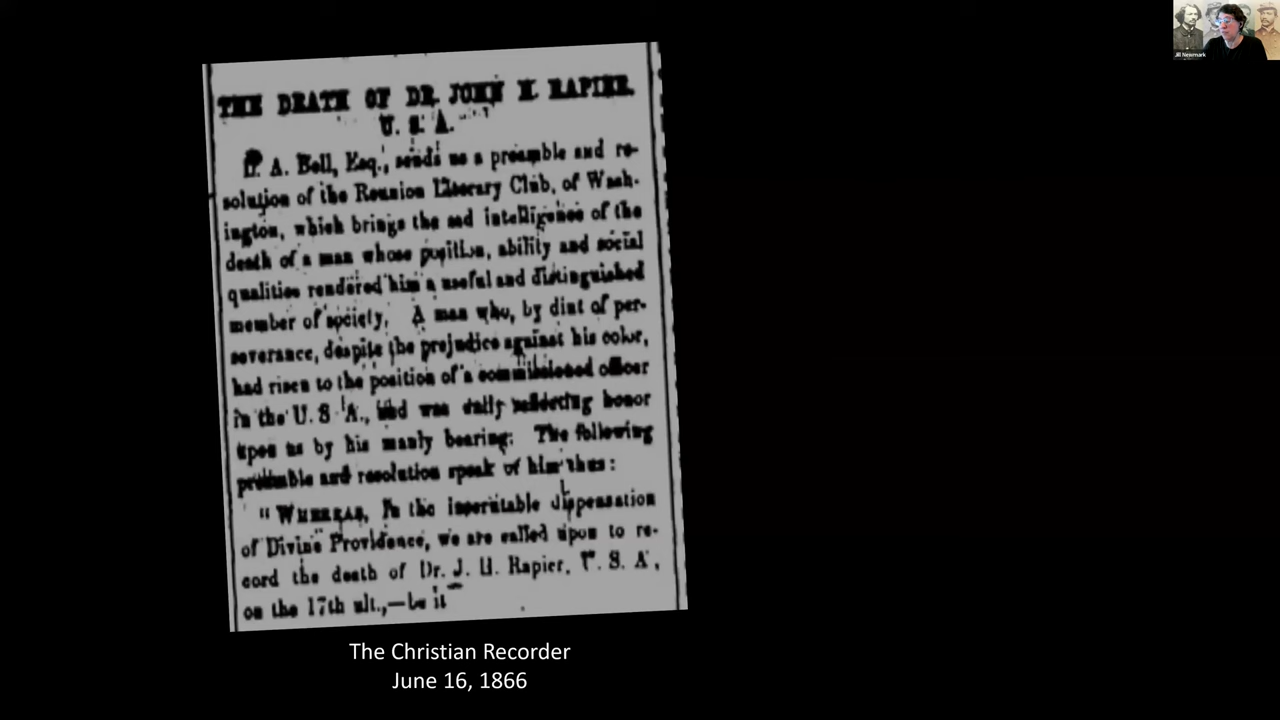 THE DEATH OF DR. JOHN H. RAPIER.
U. S. A.
D. A. Bell, Esq., sends us a preamble and re-
solution of the Reunion Literary Club, of Wash-
ington, which brings the sad intelligence of the
death of a man whose position, ability and social
qualities rendered him a useful and distinguished
member of society. A man who, by dint of per-
severance, despite the prejudice against his color,
had risen to the position of a commissioned officer
in the U. S A., and was daily reflecting honor
upon us by his manly bearing. The following
preamble and resolution speak of him thus:
"WHEREAS, In the inscrutable dispensation
of Divine Providence, we are called upon to re-
cord the death of Dr. J. H. Rapier, U. S. A,
on the 17th ult.,—be it
The Christian Recorder
June 16, 1866
Jill Newmark